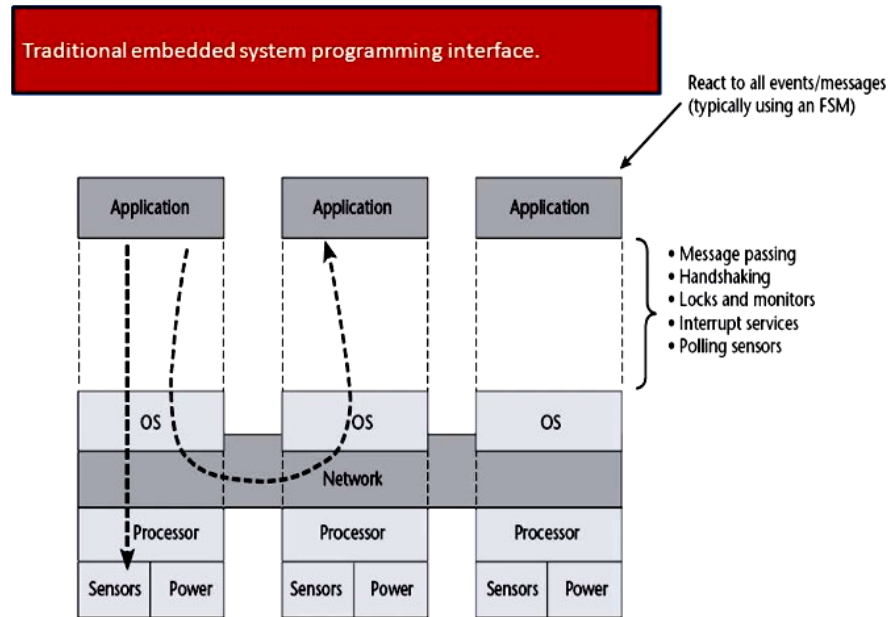 Traditional embedded system programming interface.
React to all events/messages
(typically using an FSM)
Application
Application
Application
• Message passing
• Handshaking
• Locks and monitors
• Interrupt services
• Polling sensors
OS
OS
OS
Network
Processor
Processor
Processor
Sensors
Power
Sensors
Power
Sensors
Power